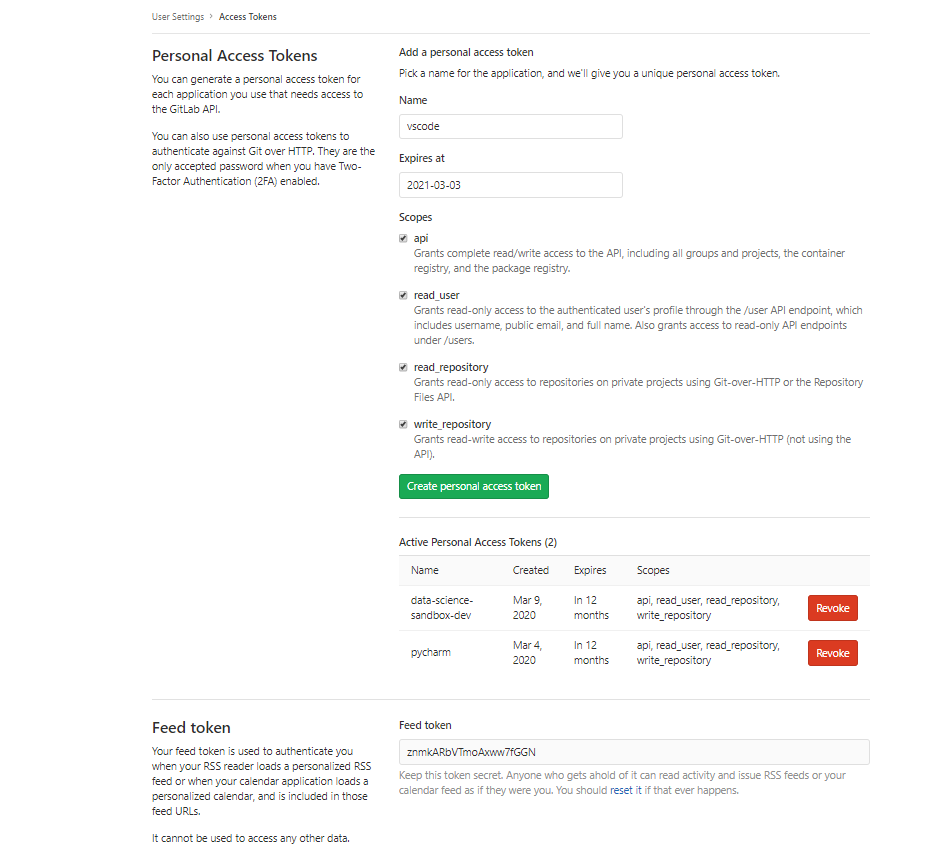 User Settings › Access Tokens
Personal Access Tokens
You can generate a personal access token for
each application you use that needs access to
the GitLab API.
You can also use personal access tokens to
authenticate against Git over HTTP. They are the
only accepted password when you have Two-
Factor Authentication (2FA) enabled.
Add a personal access token
Pick a name for the application, and we'll give you a unique personal access token.
Name
vscode
Expires at
2021-03-03
Scopes
api
Grants complete read/write access to the API, including all groups and projects, the container
registry, and the package registry.
read_user
Grants read-only access to the authenticated user's profile through the /user API endpoint, which
includes username, public email, and full name. Also grants access to read-only API endpoints
under /users.
read_repository
Grants read-only access to repositories on private projects using Git-over-HTTP or the Repository
Files API.
write_repository
Grants read-write access to repositories on private projects using Git-over-HTTP (not using the
API).
Create personal access token
Active Personal Access Tokens (2)
Name Created Expires Scopes
data-science- Mar 9, In 12 api, read_user, read_repository,
sandbox-dev 2020 months write_repository
Revoke
pycharm Mar 4, In 12 api, read_user, read_repository,
2020 months write_repository
Revoke
Feed token
Your feed token is used to authenticate you
when your RSS reader loads a personalized RSS
feed or when your calendar application loads a
personalized calendar, and is included in those
feed URLs.
It cannot be used to access any other data.
Feed token
znmkARbVTmoAxww7fGGN
Keep this token secret. Anyone who gets ahold of it can read activity and issue RSS feeds or your
calendar feed as if they were you. You should reset it if that ever happens.